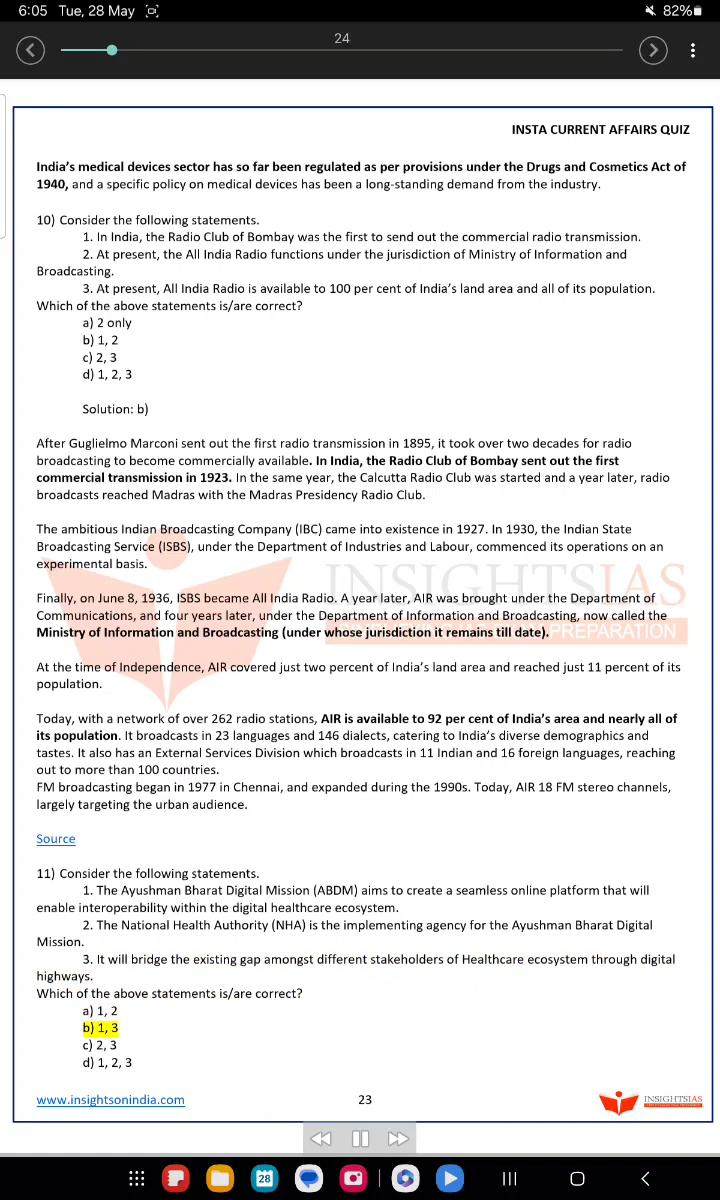 6:05 Tue, 28 May
82%
24
INSTA CURRENT AFFAIRS QUIZ
India's medical devices sector has so far been regulated as per provisions under the Drugs and Cosmetics Act of
1940, and a specific policy on medical devices has been a long-standing demand from the industry.
10) Consider the following statements.
1. In India, the Radio Club of Bombay was the first to send out the commercial radio transmission.
2. At present, the All India Radio functions under the jurisdiction of Ministry of Information and
Broadcasting.
3. At present, All India Radio is available to 100 per cent of India's land area and all of its population.
Which of the above statements is/are correct?
a) 2 only
b) 1, 2
c) 2, 3
d) 1, 2, 3
Solution: b)
After Guglielmo Marconi sent out the first radio transmission in 1895, it took over two decades for radio
broadcasting to become commercially available. In India, the Radio Club of Bombay sent out the first
commercial transmission in 1923. In the same year, the Calcutta Radio Club was started and a year later, radio
broadcasts reached Madras with the Madras Presidency Radio Club.
The ambitious Indian Broadcasting Company (IBC) came into existence in 1927. In 1930, the Indian State
Broadcasting Service (ISBS), under the Department of Industries and Labour, commenced its operations on an
experimental basis.
INSIGHTSIAS
Finally, on June 8, 1936, ISBS became All India Radio. A year later, AIR was brought under the Department of
Communications, and four years later, under the Department of Information and Broadcasting, now called the
Ministry of Information and Broadcasting (under whose jurisdiction it remains till date). PREPARATION
At the time of Independence, AIR covered just two percent of India's land area and reached just 11 percent of its
population.
Today, with a network of over 262 radio stations, AIR is available to 92 per cent of India's area and nearly all of
its population. It broadcasts in 23 languages and 146 dialects, catering to India's diverse demographics and
tastes. It also has an External Services Division which broadcasts in 11 Indian and 16 foreign languages, reaching
out to more than 100 countries.
FM broadcasting began in 1977 in Chennai, and expanded during the 1990s. Today, AIR 18 FM stereo channels,
largely targeting the urban audience.
Source
11) Consider the following statements.
1. The Ayushman Bharat Digital Mission (ABDM) aims to create a seamless online platform that will
enable interoperability within the digital healthcare ecosystem.
2. The National Health Authority (NHA) is the implementing agency for the Ayushman Bharat Digital
Mission.
3. It will bridge the existing gap amongst different stakeholders of Healthcare ecosystem through digital
highways.
Which of the above statements is/are correct?
a) 1, 2
b) 1, 3
c) 2, 3
d) 1, 2, 3
www.insightsonindia.com
23
INSIGHTSIAS
28